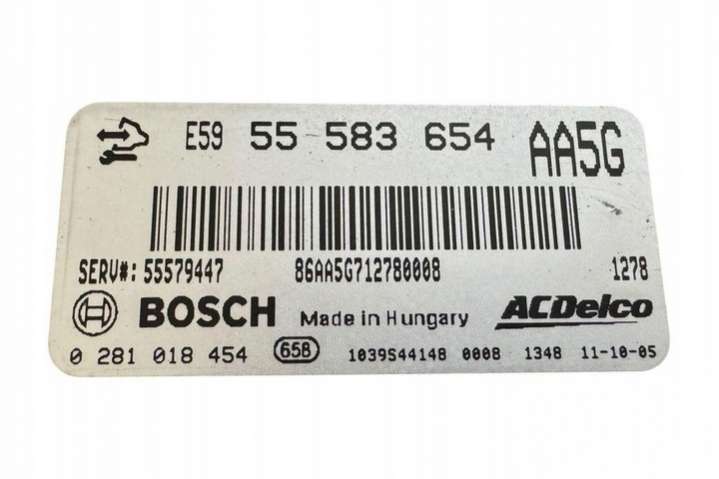 E59 55 583 654 AA5G
SERV#: 55579447 86AA5G712780008 1278
BOSCH Made in Hungary ACDelco
0 281 018 454 658 1039S44148 0008 1348 11-10-05